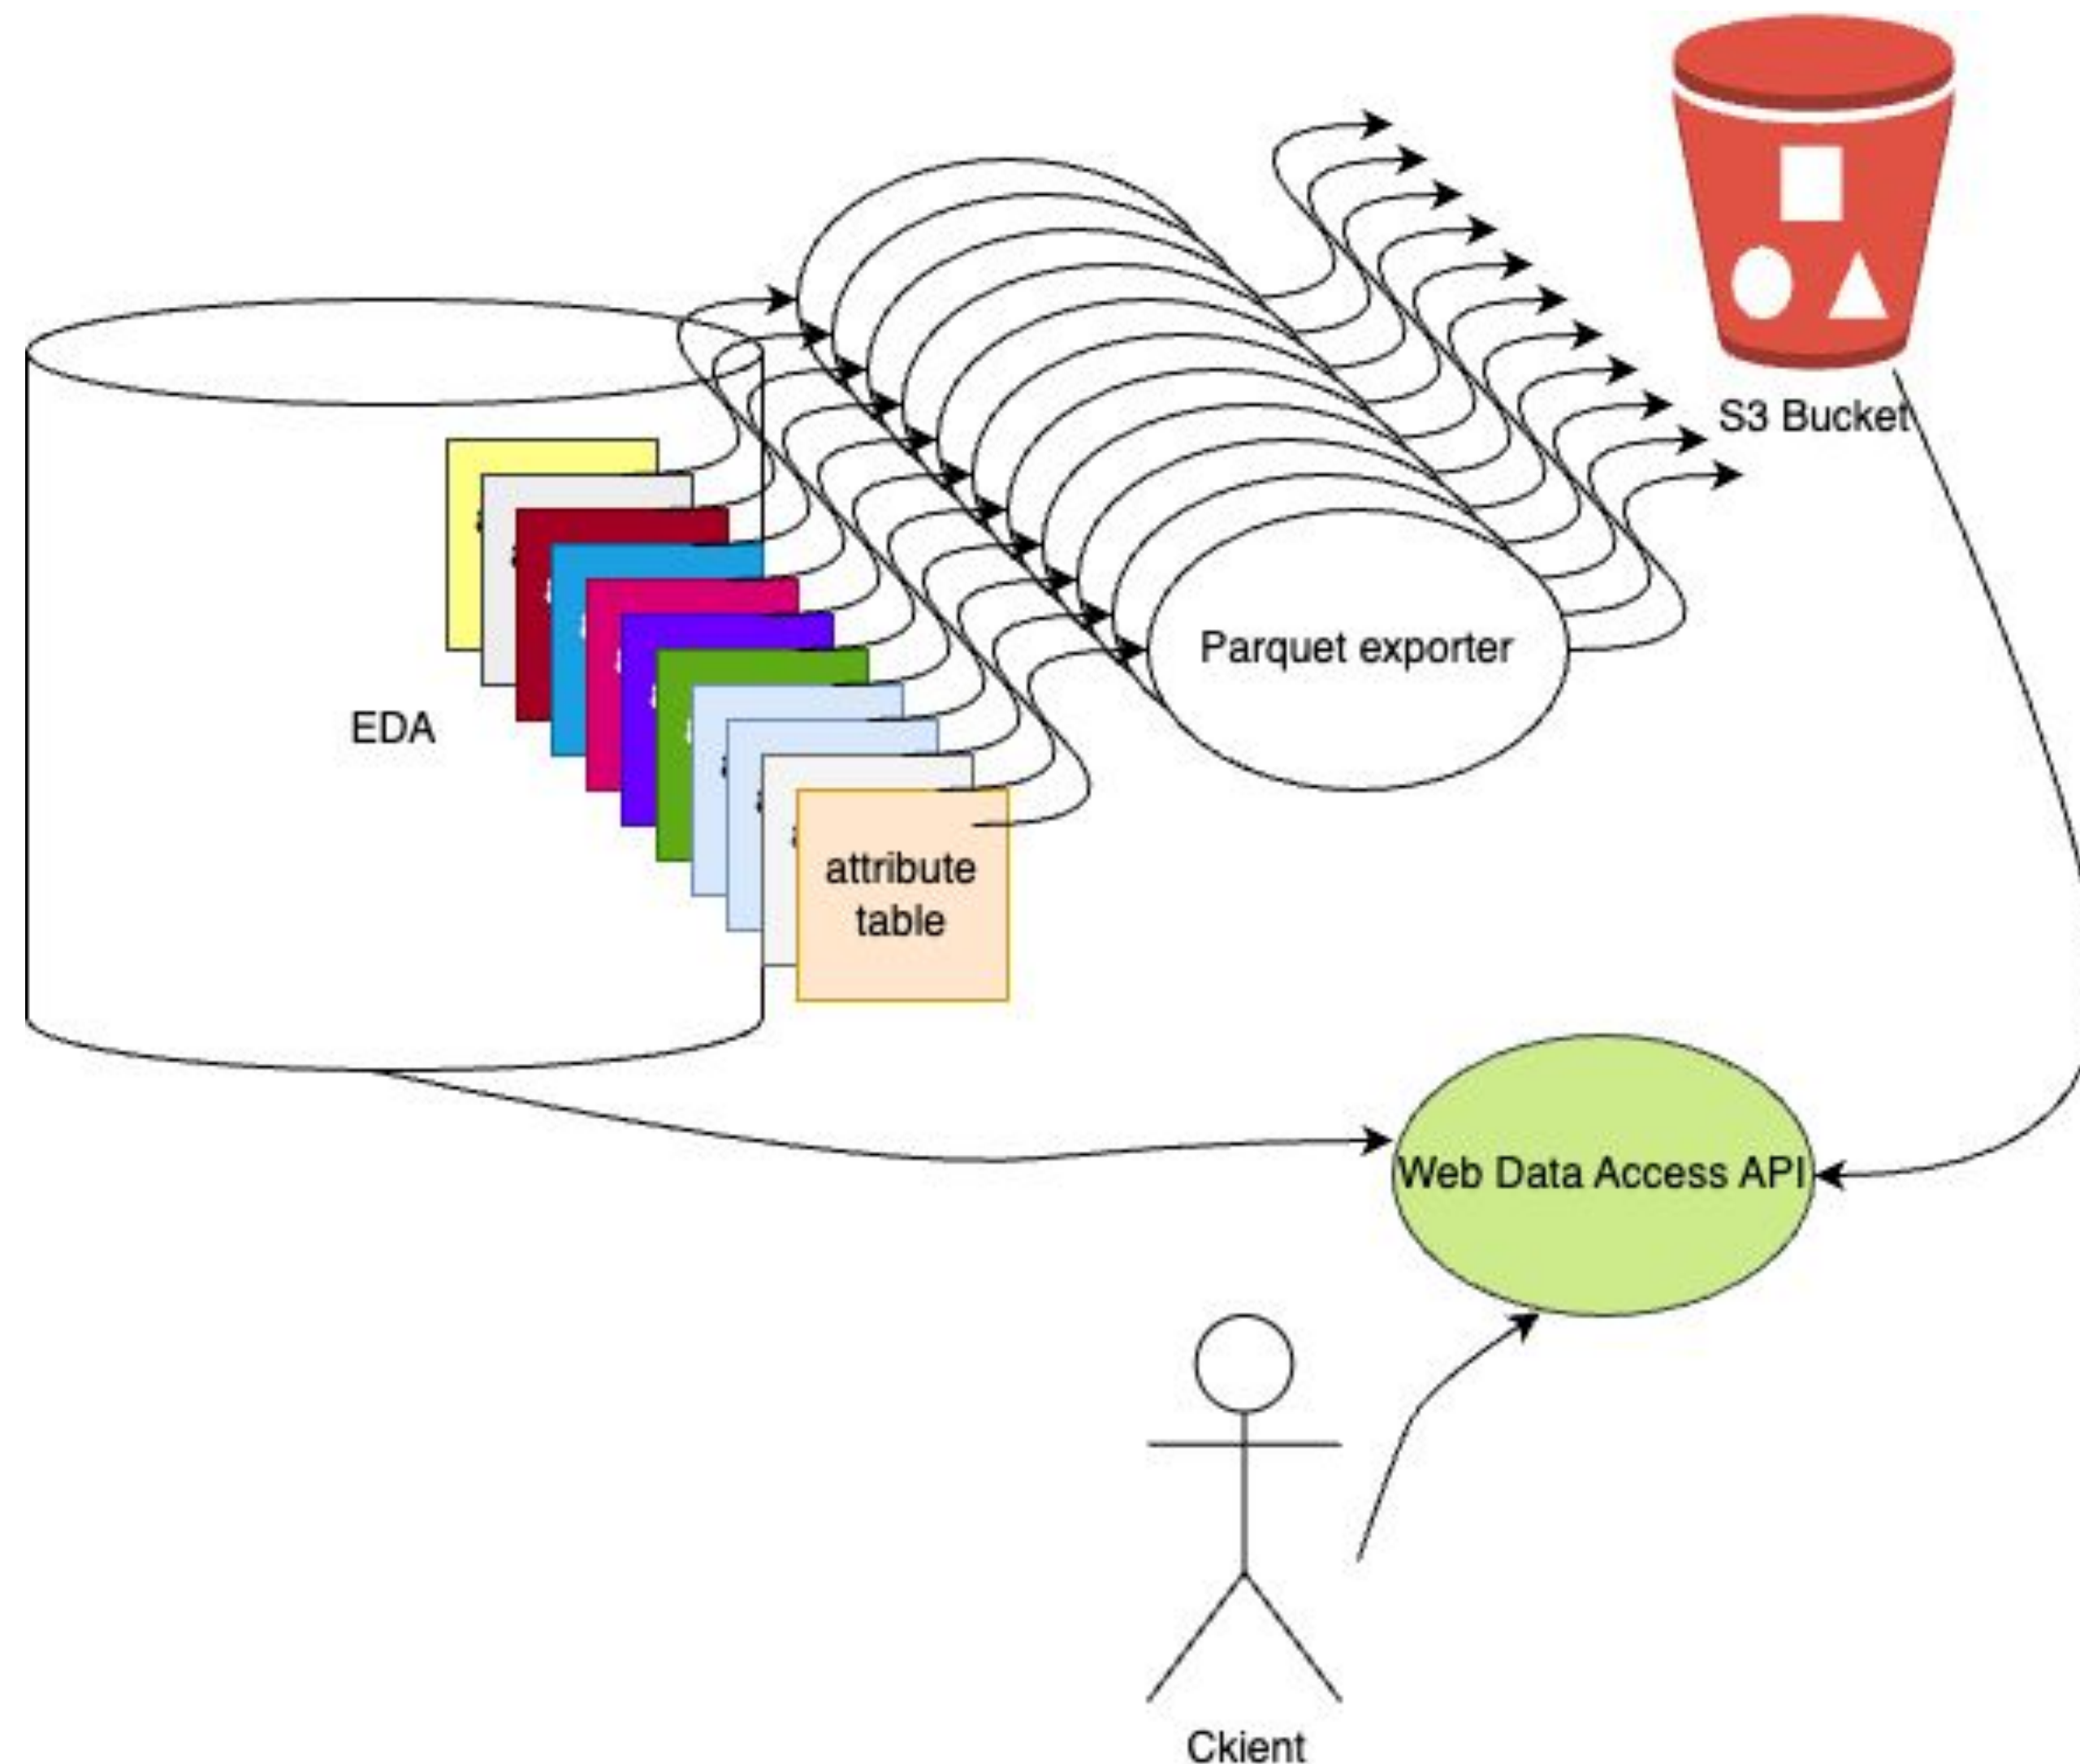 S3 Bucket
Parquet exporter
EDA
attribute
table
Web Data Access API
Ckient